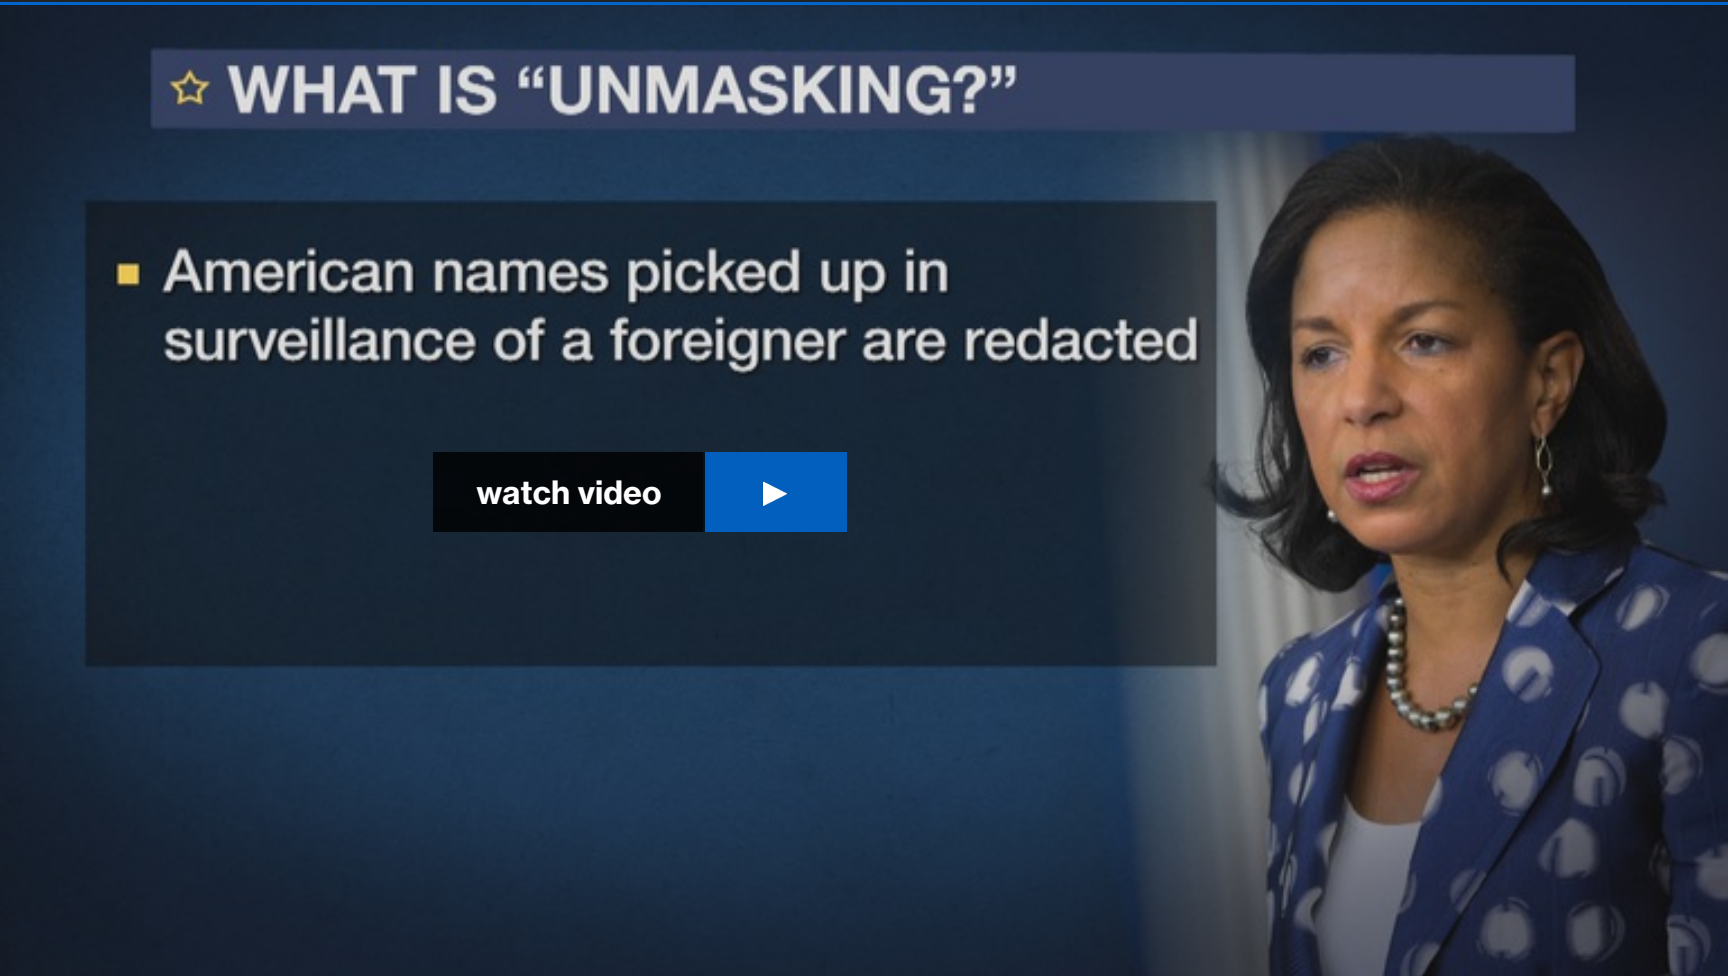 WHAT IS “UNMASKING?”
American names picked up in
surveillance of a foreigner are redacted
watch video